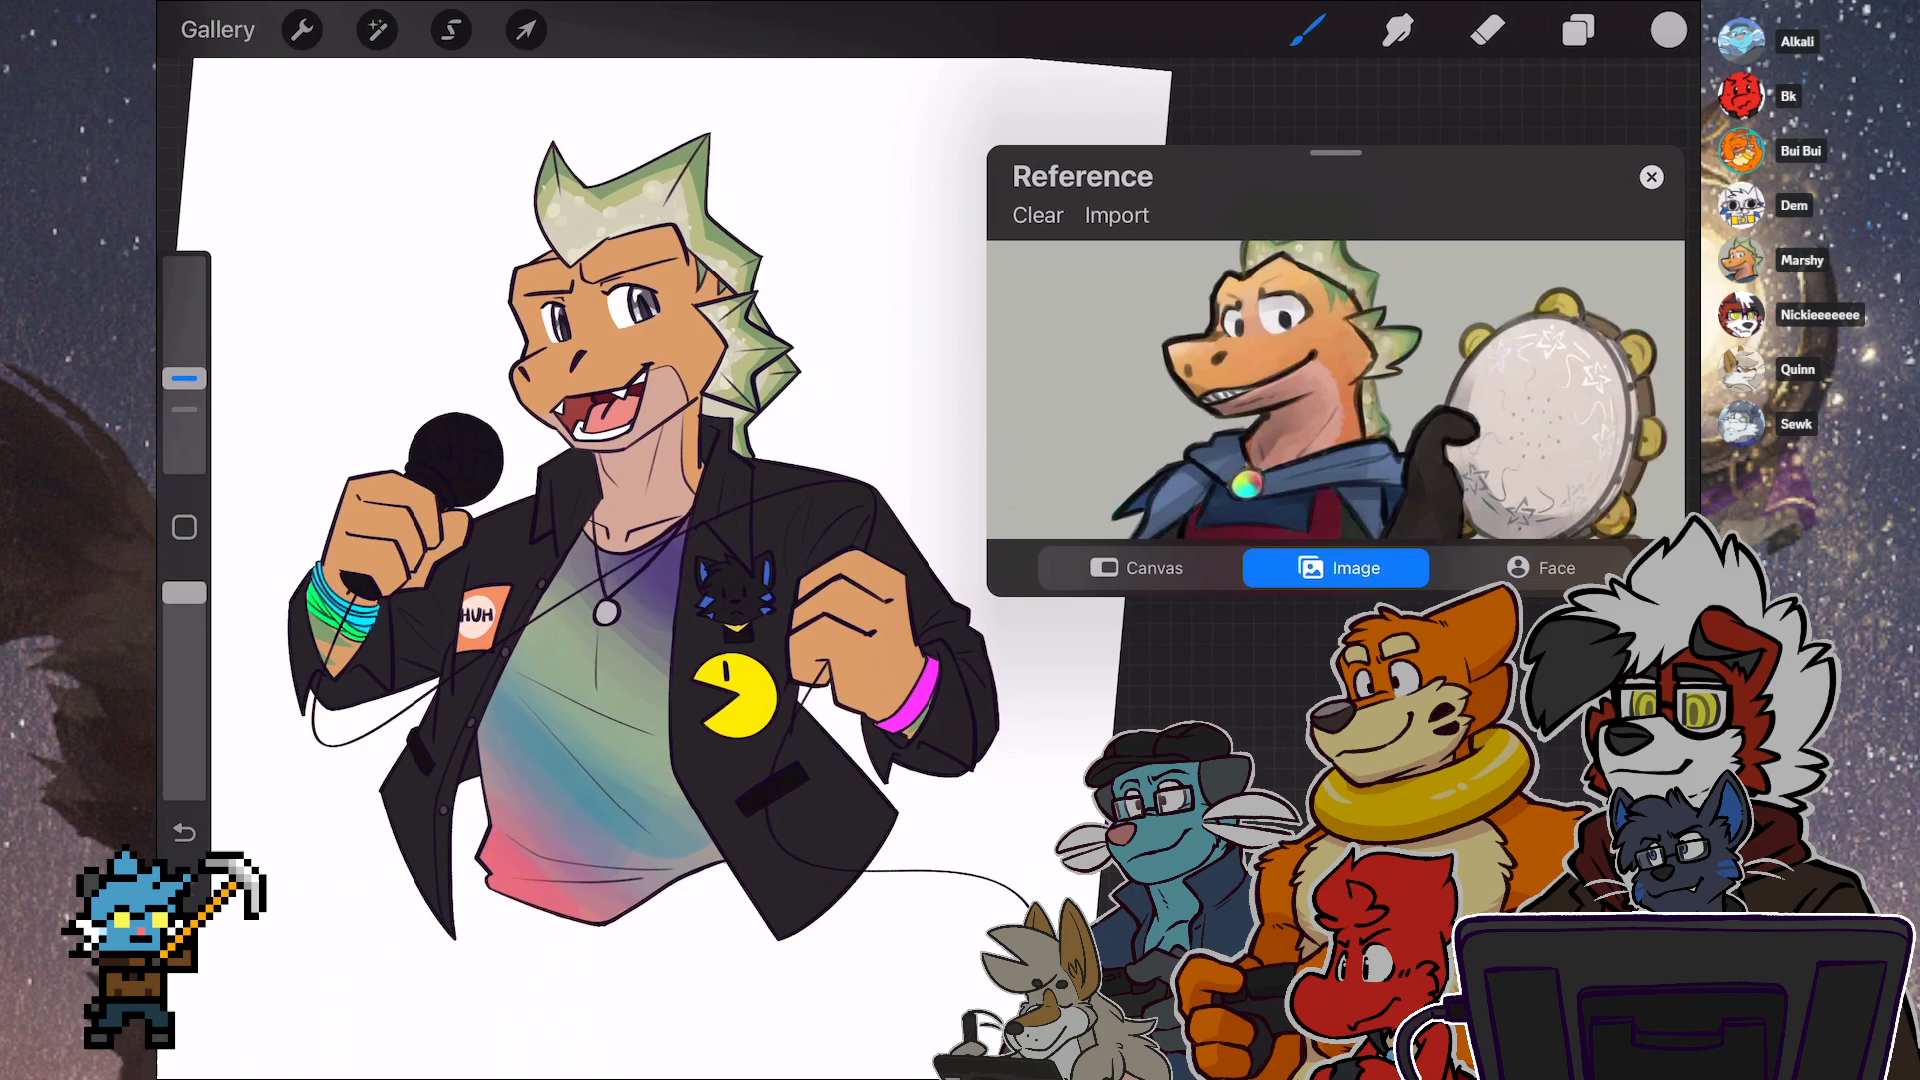 Gallery
Alkali
Bk
Bui Bui
Dem
Marshy
Nickieeeeeee
Quinn
Sewk
Reference
Clear Import
Canvas Image Face
HUH